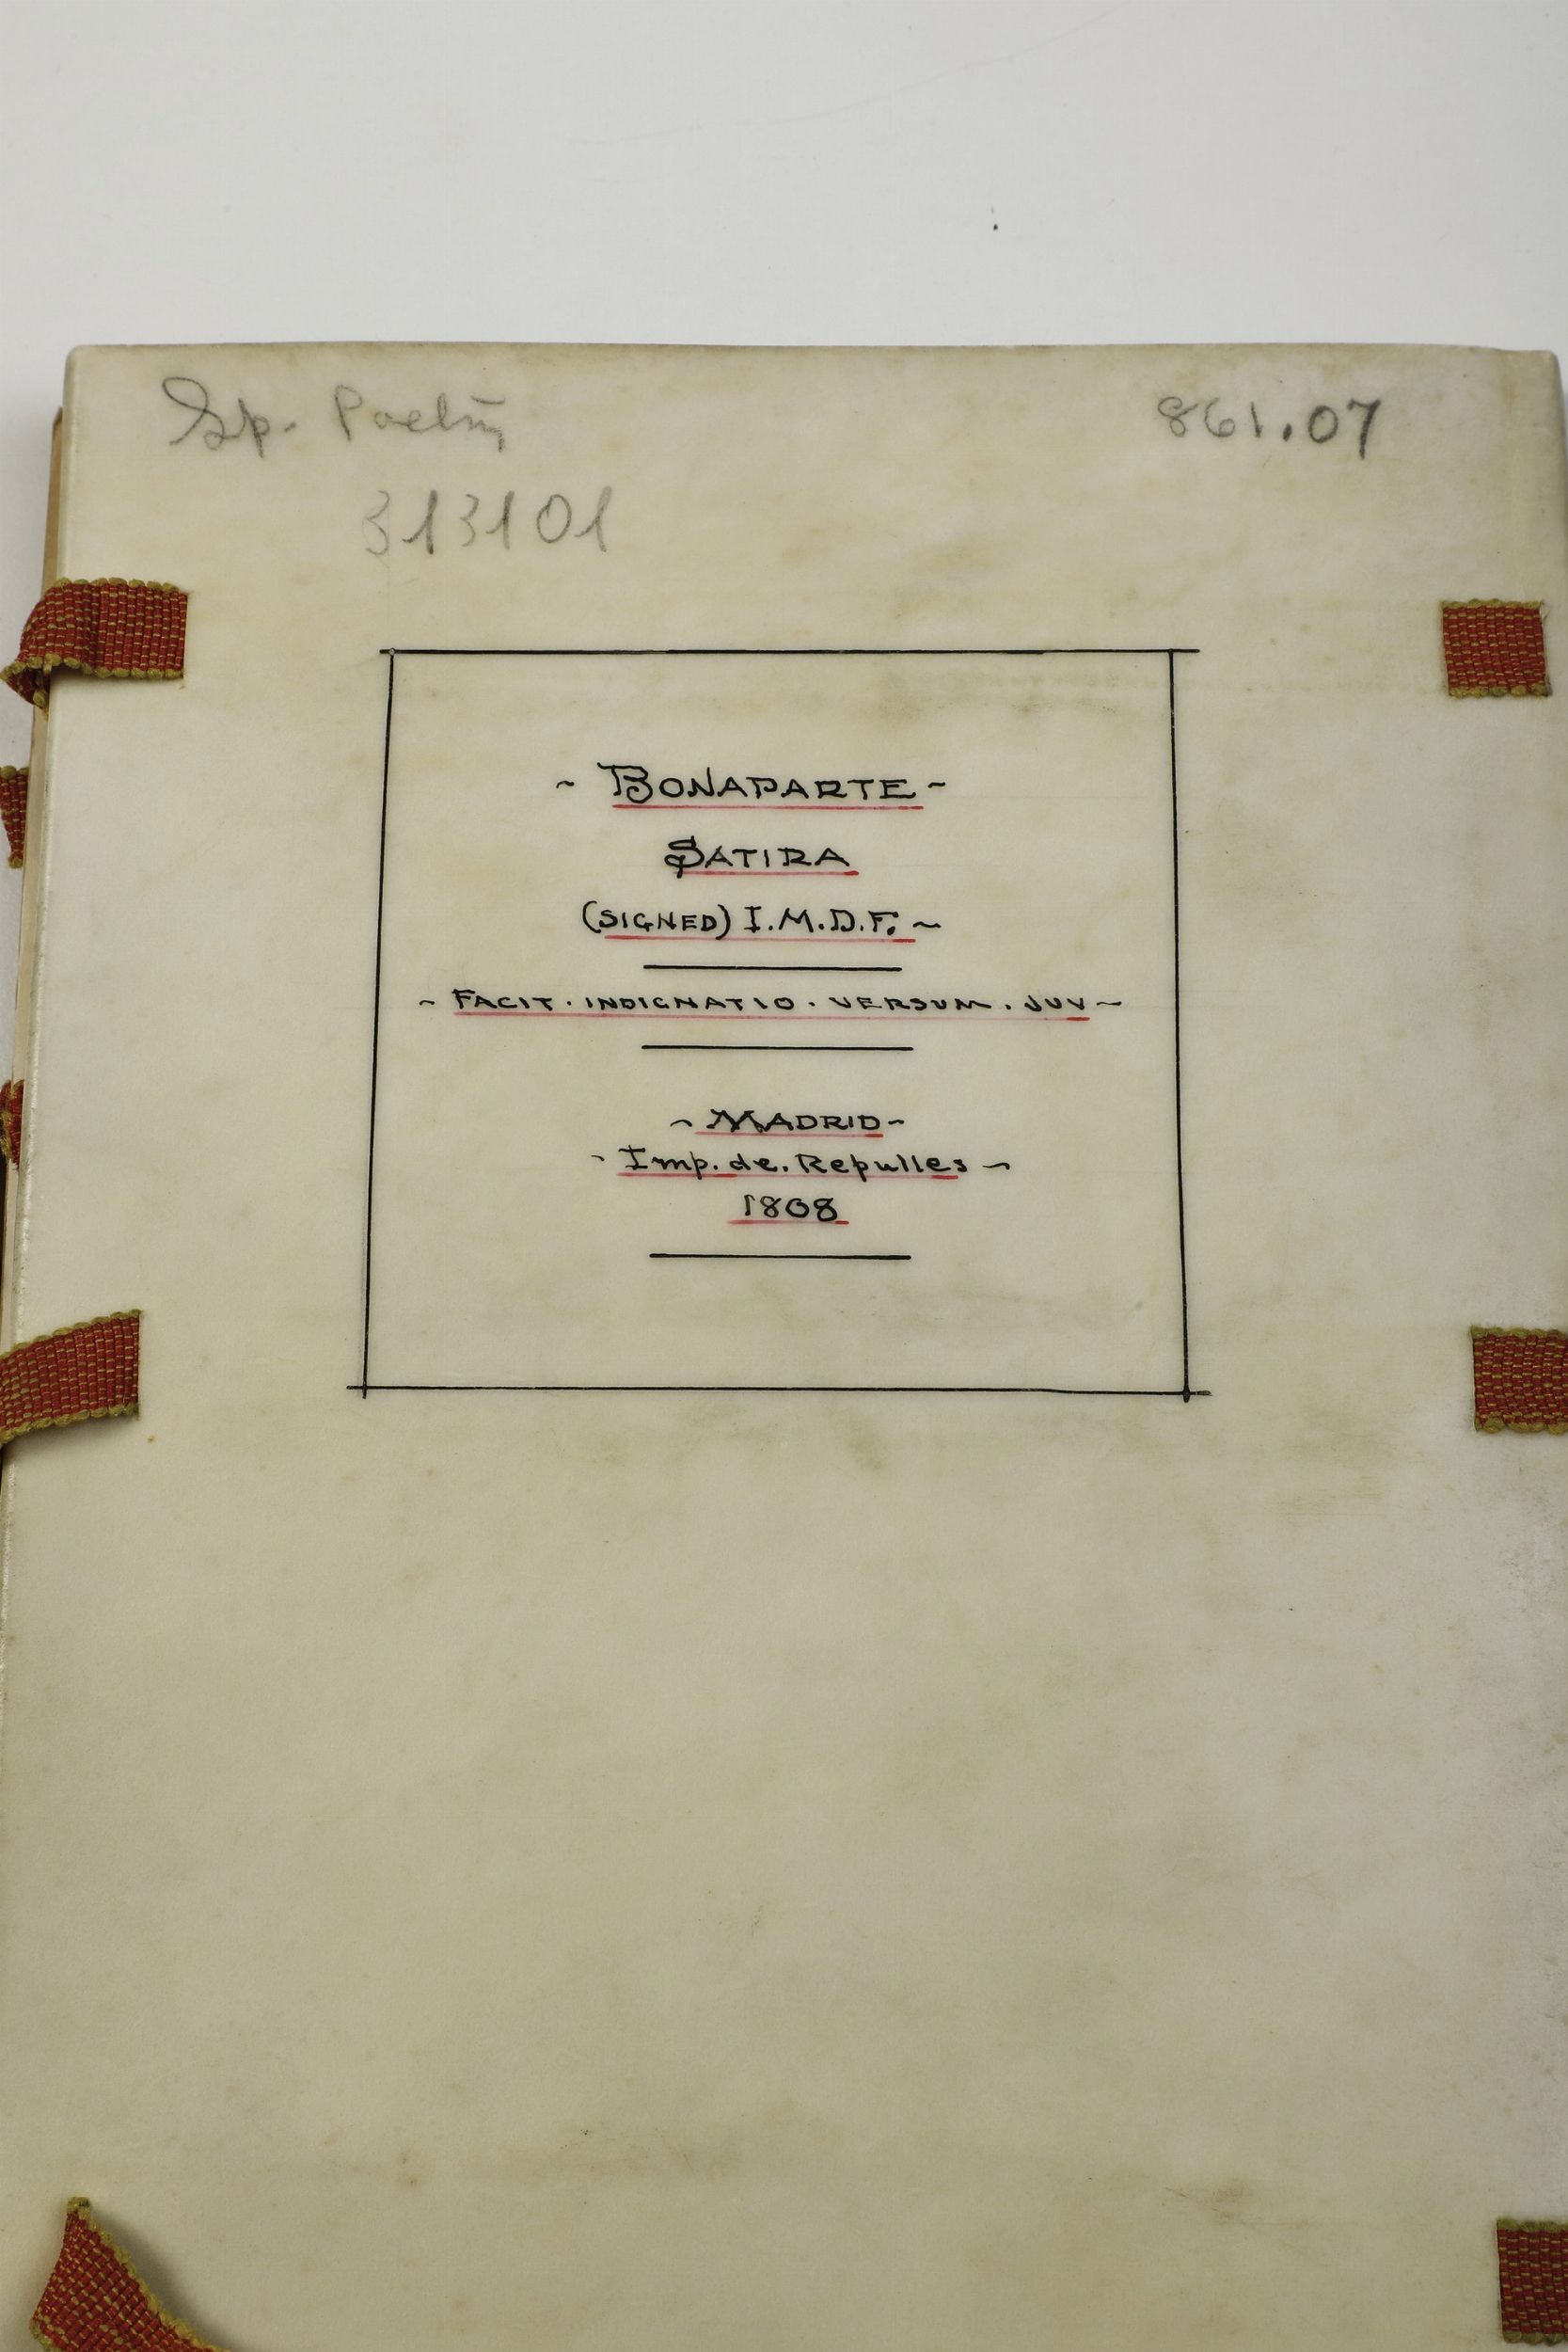 Sp. Poetry
861.07
313101
~ BONAPARTE ~
SATIRA
(SIGNED) I.M.D.F. ~
~ FACIT . INDIGNATIO . VERSUM . JUV ~
~ MADRID ~
~ Imp. de. Repulles ~
1808